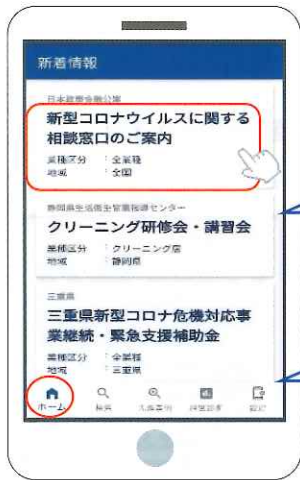 新着情報
日本政策金融公庫
新型コロナウイルスに関する
相談窓口のご案内
業種区分 : 全業種
地域 : 全国
静岡県生活衛生営業指導センター
クリーニング研修会・講習会
業種区分 : クリーニング店
地域 : 静岡県
三重県
三重県新型コロナ危機対応事
業継続・緊急支援補助金
業種区分 : 全業種
地域 : 三重県
ホーム 検索